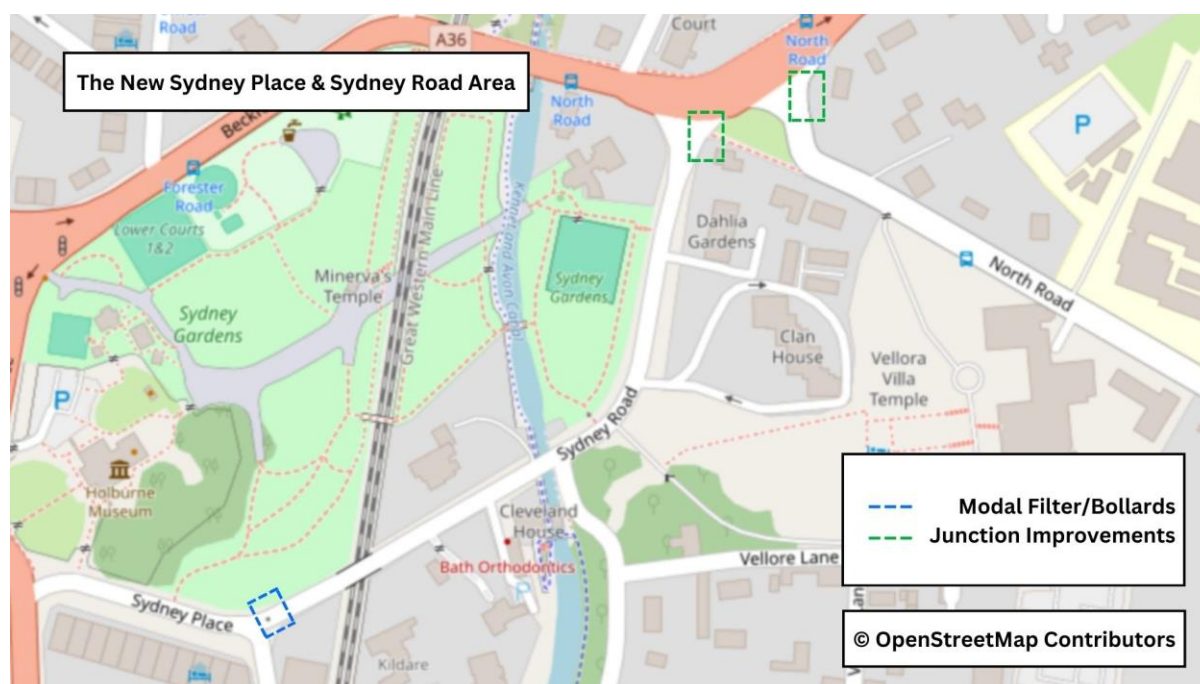 Road
Court
A36
North
Road
The New Sydney Place & Sydney Road Area
North
Road
Forester
Road
Lower Courts
1&2
Kennet and Avon Canal
Great Western Main Line
Dahlia
Gardens
P
Minerva's
Temple
Sydney
Gardens
Sydney
Gardens
North Road
Clan
House
Vellora
Villa
Temple
P
Sydney Road
Holburne
Museum
Cleveland
House
Bath Orthodontics
P
Vellore Lane
Sydney Place
Kildare
Modal Filter/Bollards
Junction Improvements
© OpenStreetMap Contributors